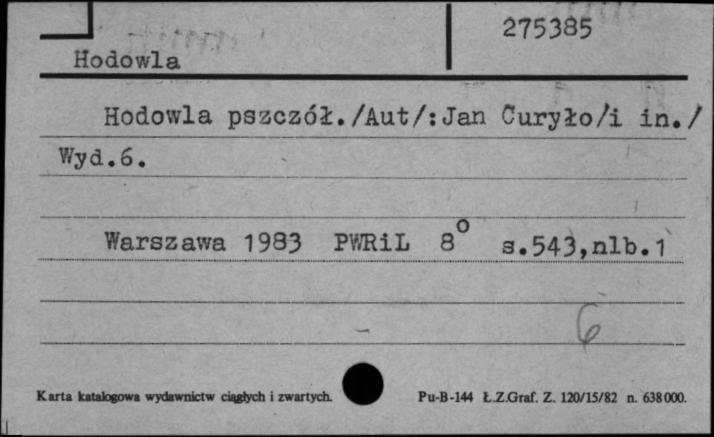 275385
Hodowla
Hodowla pszczół./Aut/:Jan Curyło/i in./
Wyd.6.
Warszawa 1983 PWRiL 8° s.543,nlb.1
6
Karta katalogowa wydawnictw ciągłych i zwartych.
Pu-B-144 Ł.Z.Graf. Z. 120/15/82 n. 638000.